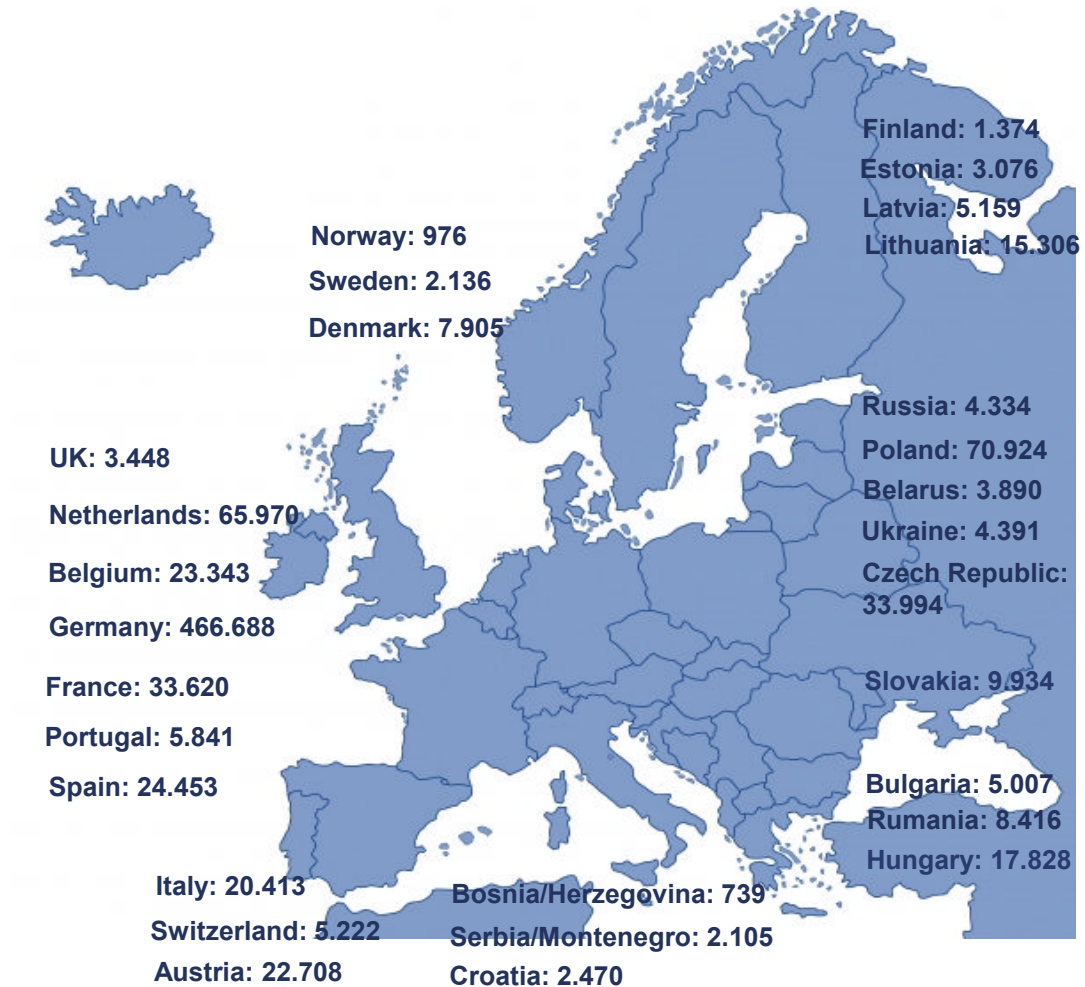 Finland: 1.374
Estonia: 3.076
Latvia: 5.159
Lithuania: 15.306
Norway: 976
Sweden: 2.136
Denmark: 7.905
UK: 3.448
Netherlands: 65.970
Belgium: 23.343
Germany: 466.688
France: 33.620
Portugal: 5.841
Spain: 24.453
Russia: 4.334
Poland: 70.924
Belarus: 3.890
Ukraine: 4.391
Czech Republic:
33.994
Slovakia: 9.934
Bulgaria: 5.007
Rumania: 8.416
Hungary: 17.828
Italy: 20.413
Switzerland: 5.222
Austria: 22.708
Bosnia/Herzegovina: 739
Serbia/Montenegro: 2.105
Croatia: 2.470